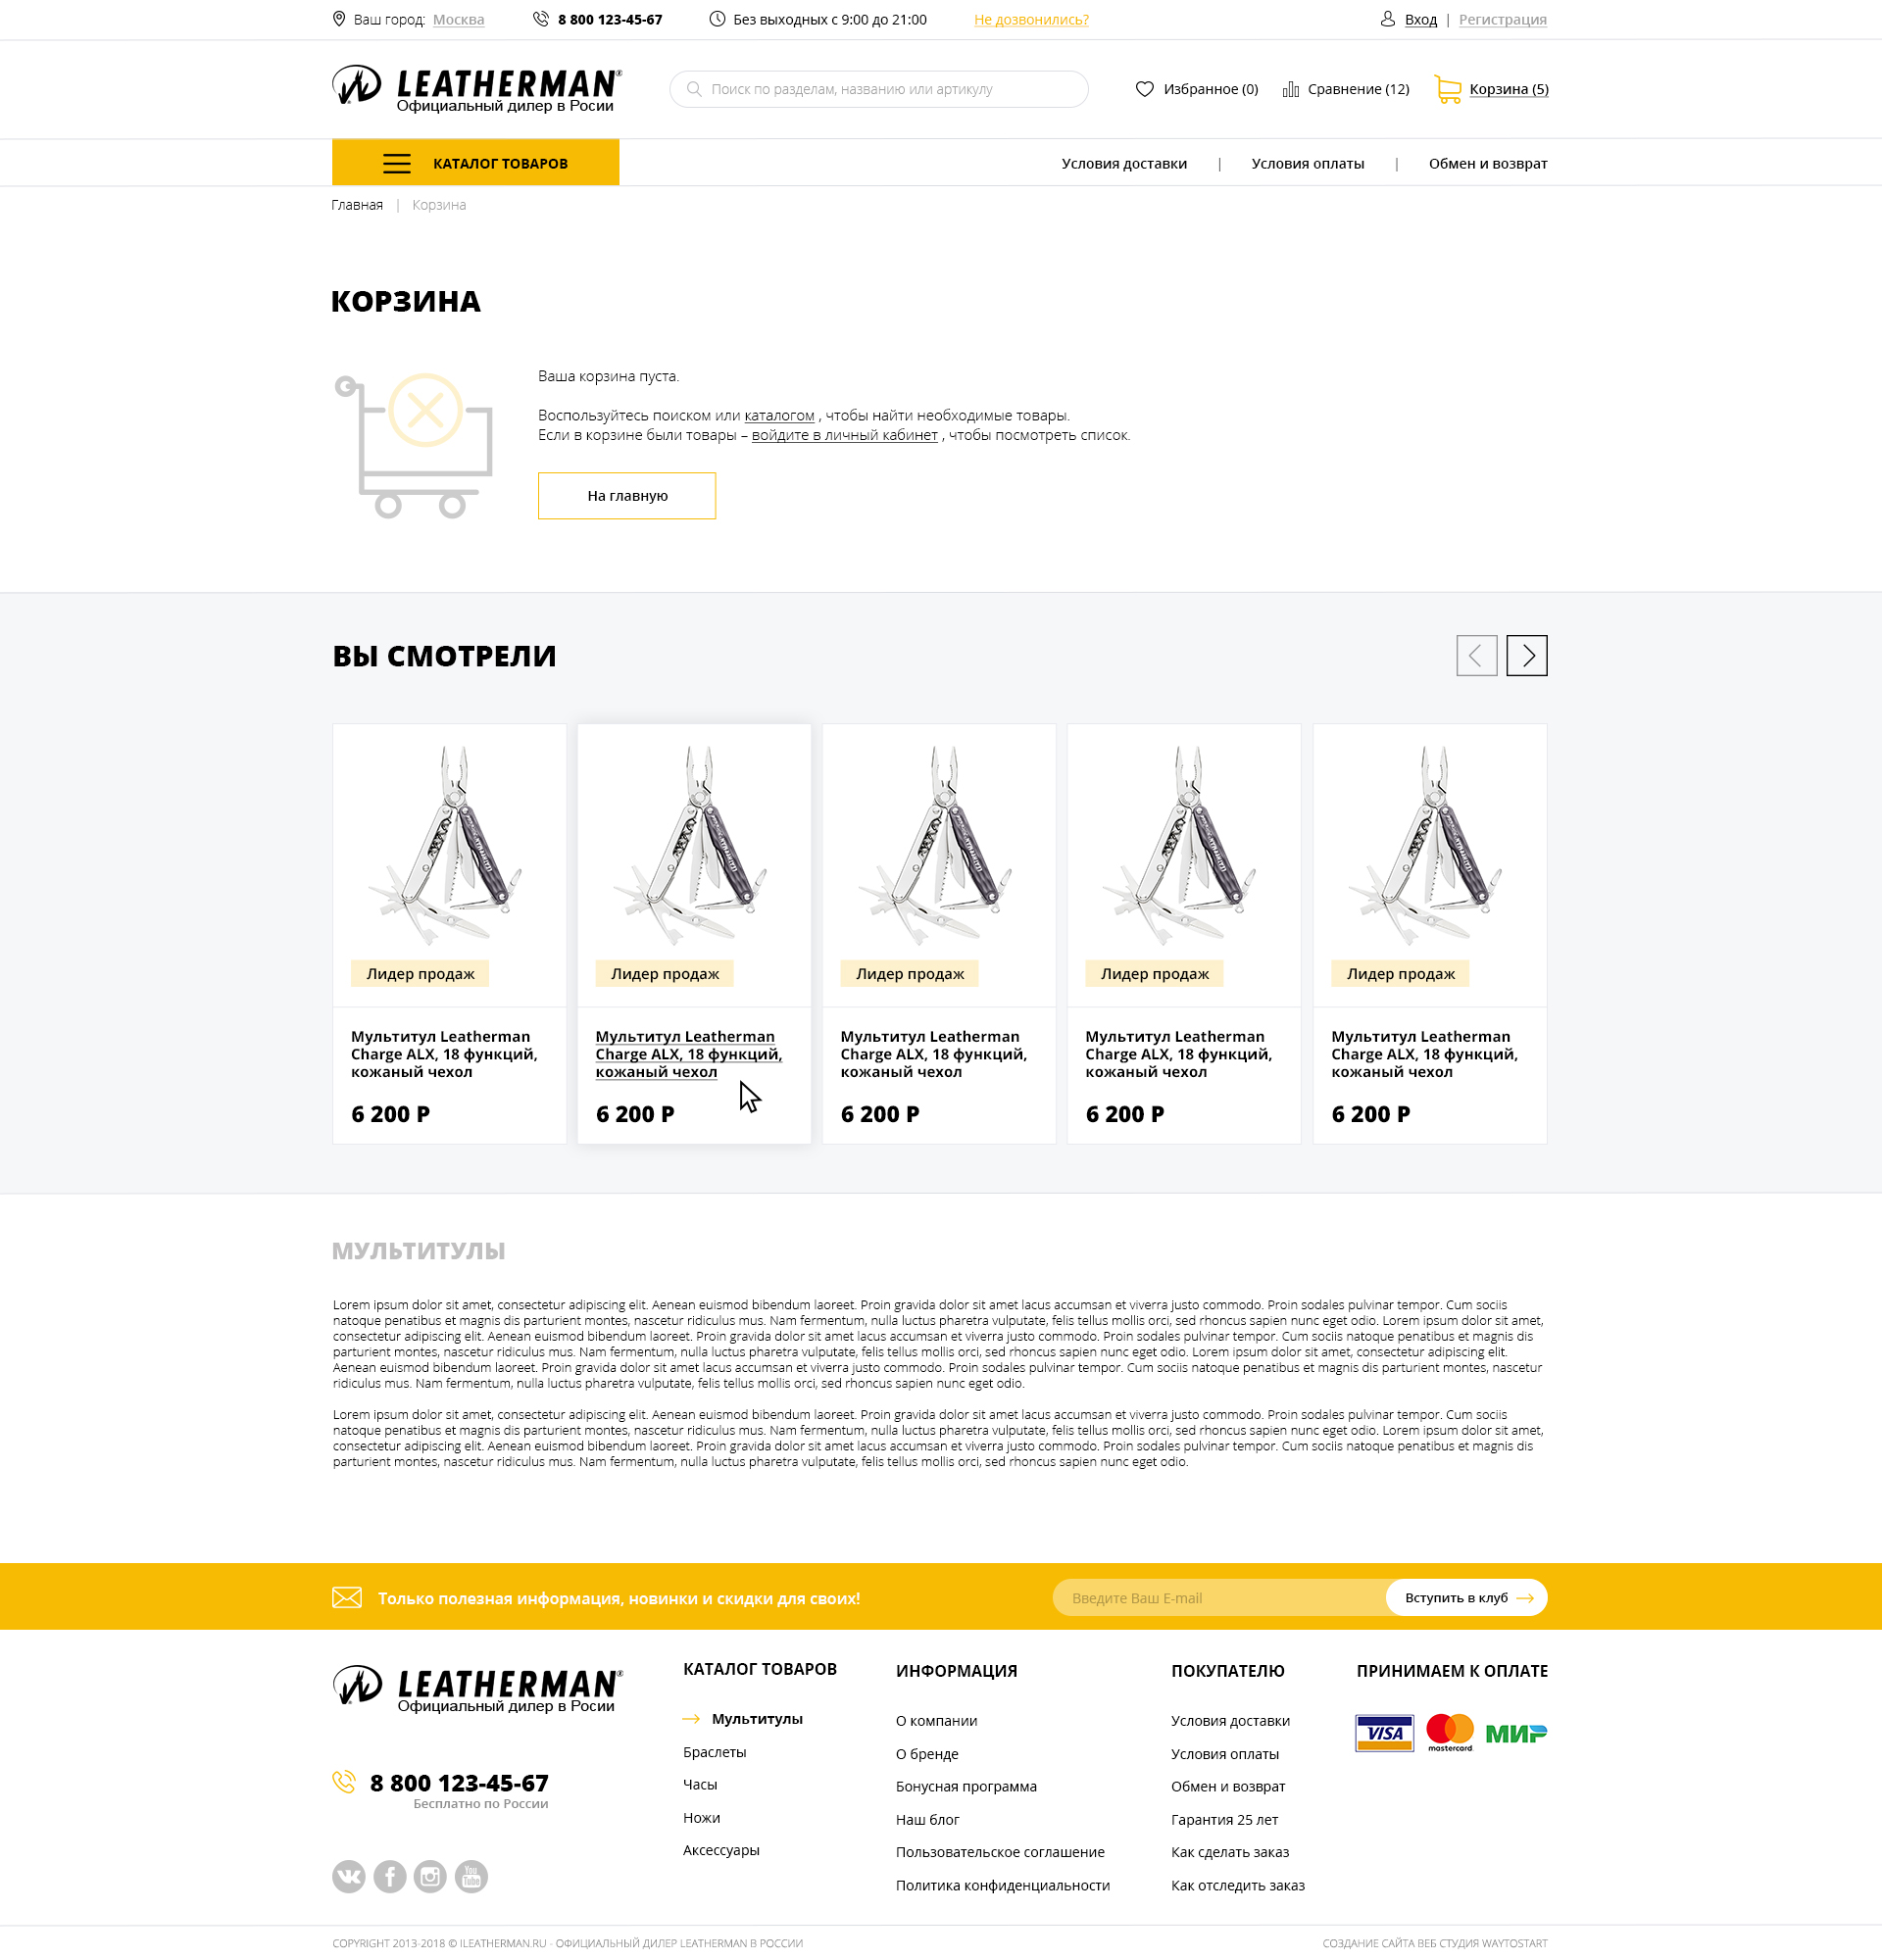 Ваш город: Москва
8 800 123-45-67
Без выходных с 9:00 до 21:00
Не дозвонились?
Вход | Регистрация
LEATHERMAN®
Официальный дилер в Росии
Поиск по разделам, названию или артикулу
Избранное (0)
Сравнение (12)
Корзина (5)
КАТАЛОГ ТОВАРОВ
Условия доставки | Условия оплаты | Обмен и возврат
Главная | Корзина
КОРЗИНА
Ваша корзина пуста.
Воспользуйтесь поиском или каталогом , чтобы найти необходимые товары.
Если в корзине были товары – войдите в личный кабинет , чтобы посмотреть список.
На главную
ВЫ СМОТРЕЛИ
Лидер продаж
Мультитул Leatherman
Charge ALX, 18 функций,
кожаный чехол
6 200 Р
Лидер продаж
Мультитул Leatherman
Charge ALX, 18 функций,
кожаный чехол
6 200 Р
Лидер продаж
Мультитул Leatherman
Charge ALX, 18 функций,
кожаный чехол
6 200 Р
Лидер продаж
Мультитул Leatherman
Charge ALX, 18 функций,
кожаный чехол
6 200 Р
Лидер продаж
Мультитул Leatherman
Charge ALX, 18 функций,
кожаный чехол
6 200 Р
МУЛЬТИТУЛЫ
Lorem ipsum dolor sit amet, consectetur adipiscing elit. Aenean euismod bibendum laoreet. Proin gravida dolor sit amet lacus accumsan et viverra justo commodo. Proin sodales pulvinar tempor. Cum sociis
natoque penatibus et magnis dis parturient montes, nascetur ridiculus mus. Nam fermentum, nulla luctus pharetra vulputate, felis tellus mollis orci, sed rhoncus sapien nunc eget odio. Lorem ipsum dolor sit amet,
consectetur adipiscing elit. Aenean euismod bibendum laoreet. Proin gravida dolor sit amet lacus accumsan et viverra justo commodo. Proin sodales pulvinar tempor. Cum sociis natoque penatibus et magnis dis
parturient montes, nascetur ridiculus mus. Nam fermentum, nulla luctus pharetra vulputate, felis tellus mollis orci, sed rhoncus sapien nunc eget odio. Lorem ipsum dolor sit amet, consectetur adipiscing elit.
Aenean euismod bibendum laoreet. Proin gravida dolor sit amet lacus accumsan et viverra justo commodo. Proin sodales pulvinar tempor. Cum sociis natoque penatibus et magnis dis parturient montes, nascetur
ridiculus mus. Nam fermentum, nulla luctus pharetra vulputate, felis tellus mollis orci, sed rhoncus sapien nunc eget odio.
Lorem ipsum dolor sit amet, consectetur adipiscing elit. Aenean euismod bibendum laoreet. Proin gravida dolor sit amet lacus accumsan et viverra justo commodo. Proin sodales pulvinar tempor. Cum sociis
natoque penatibus et magnis dis parturient montes, nascetur ridiculus mus. Nam fermentum, nulla luctus pharetra vulputate, felis tellus mollis orci, sed rhoncus sapien nunc eget odio. Lorem ipsum dolor sit amet,
consectetur adipiscing elit. Aenean euismod bibendum laoreet. Proin gravida dolor sit amet lacus accumsan et viverra justo commodo. Proin sodales pulvinar tempor. Cum sociis natoque penatibus et magnis dis
parturient montes, nascetur ridiculus mus. Nam fermentum, nulla luctus pharetra vulputate, felis tellus mollis orci, sed rhoncus sapien nunc eget odio.
Только полезная информация, новинки и скидки для своих!
Введите Ваш E-mail
Вступить в клуб
LEATHERMAN®
Официальный дилер в Росии
8 800 123-45-67
Бесплатно по России
You
Tube
КАТАЛОГ ТОВАРОВ
Мультитулы
Браслеты
Часы
Ножи
Аксессуары
ИНФОРМАЦИЯ
О компании
О бренде
Бонусная программа
Наш блог
Пользовательское соглашение
Политика конфиденциальности
ПОКУПАТЕЛЮ
Условия доставки
Условия оплаты
Обмен и возврат
Гарантия 25 лет
Как сделать заказ
Как отследить заказ
ПРИНИМАЕМ К ОПЛАТЕ
VISA
mastercard
МИР
COPYRIGHT 2013-2018 © ILEATHERMAN.RU - ОФИЦИАЛЬНЫЙ ДИЛЕР LEATHERMAN В РОССИИ
СОЗДАНИЕ САЙТА ВЕБ СТУДИЯ WAYTOSTART